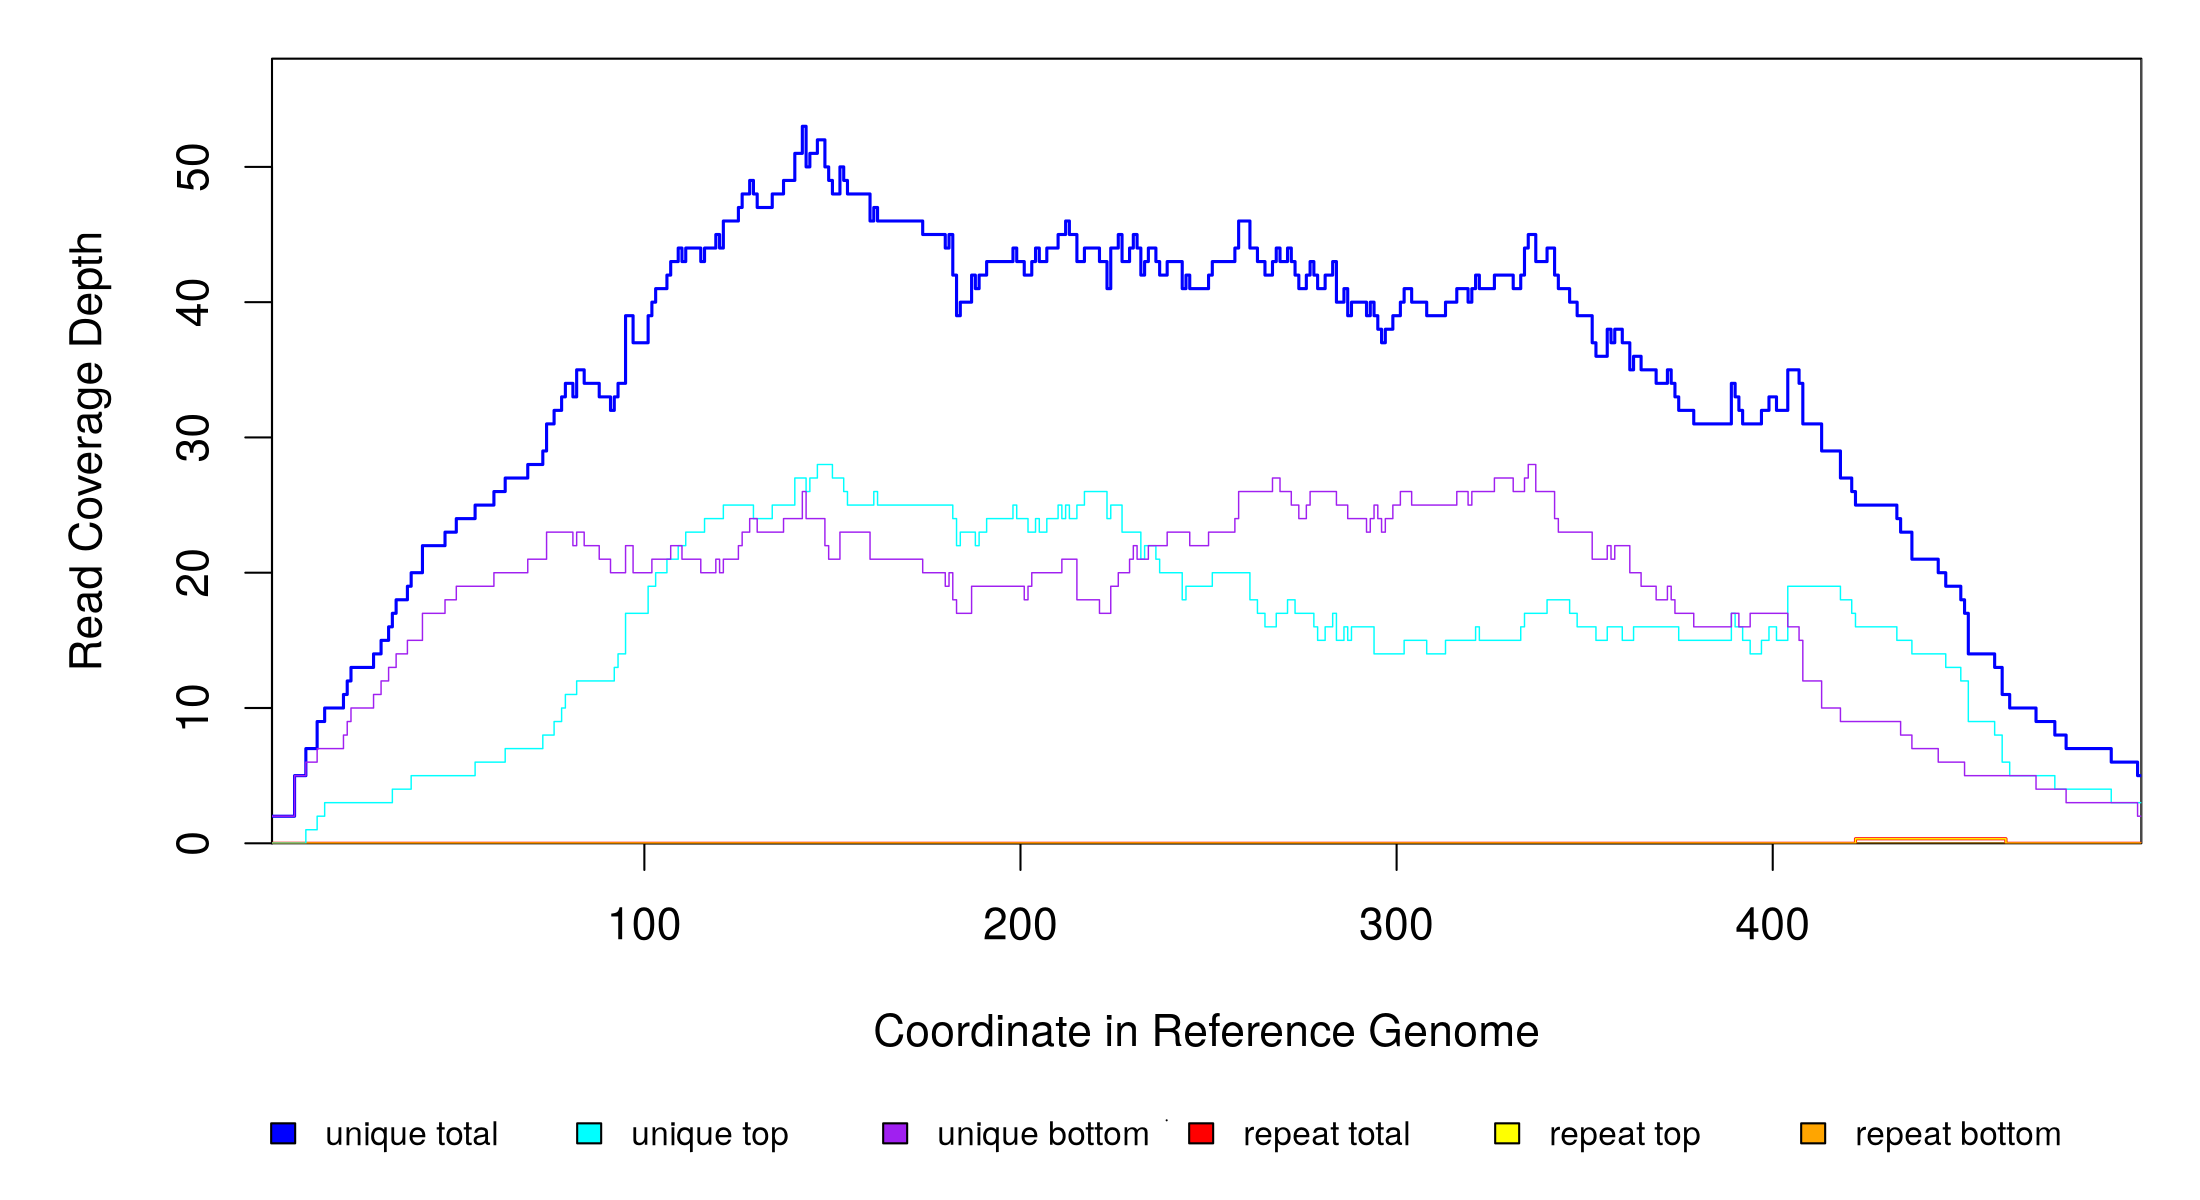 Read Coverage Depth
50
40
30
20
10
0
100 200 300 400
Coordinate in Reference Genome
unique total unique top unique bottom repeat total repeat top repeat bottom